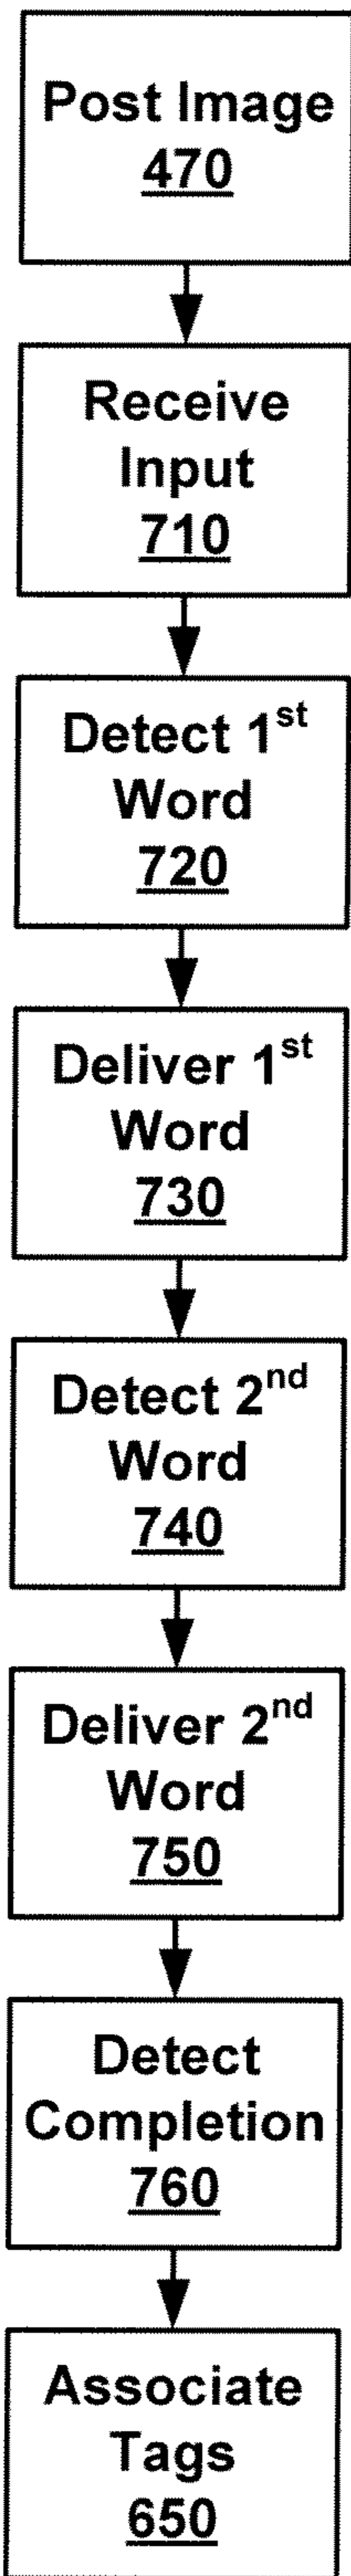 Post Image
470
Receive
Input
710
Detect 1st
Word
720
Deliver 1st
Word
730
Detect 2nd
Word
740
Deliver 2nd
Word
750
Detect
Completion
760
Associate
Tags
650